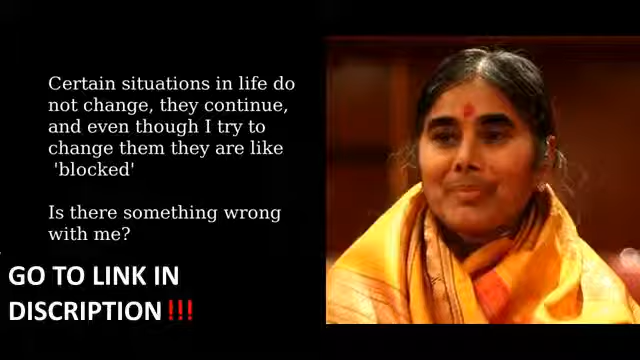 Certain situations in life do
not change, they continue,
and even though I try to
change them they are like
'blocked'
Is there something wrong
with me?
GO TO LINK IN
DISCRIPTION!!!